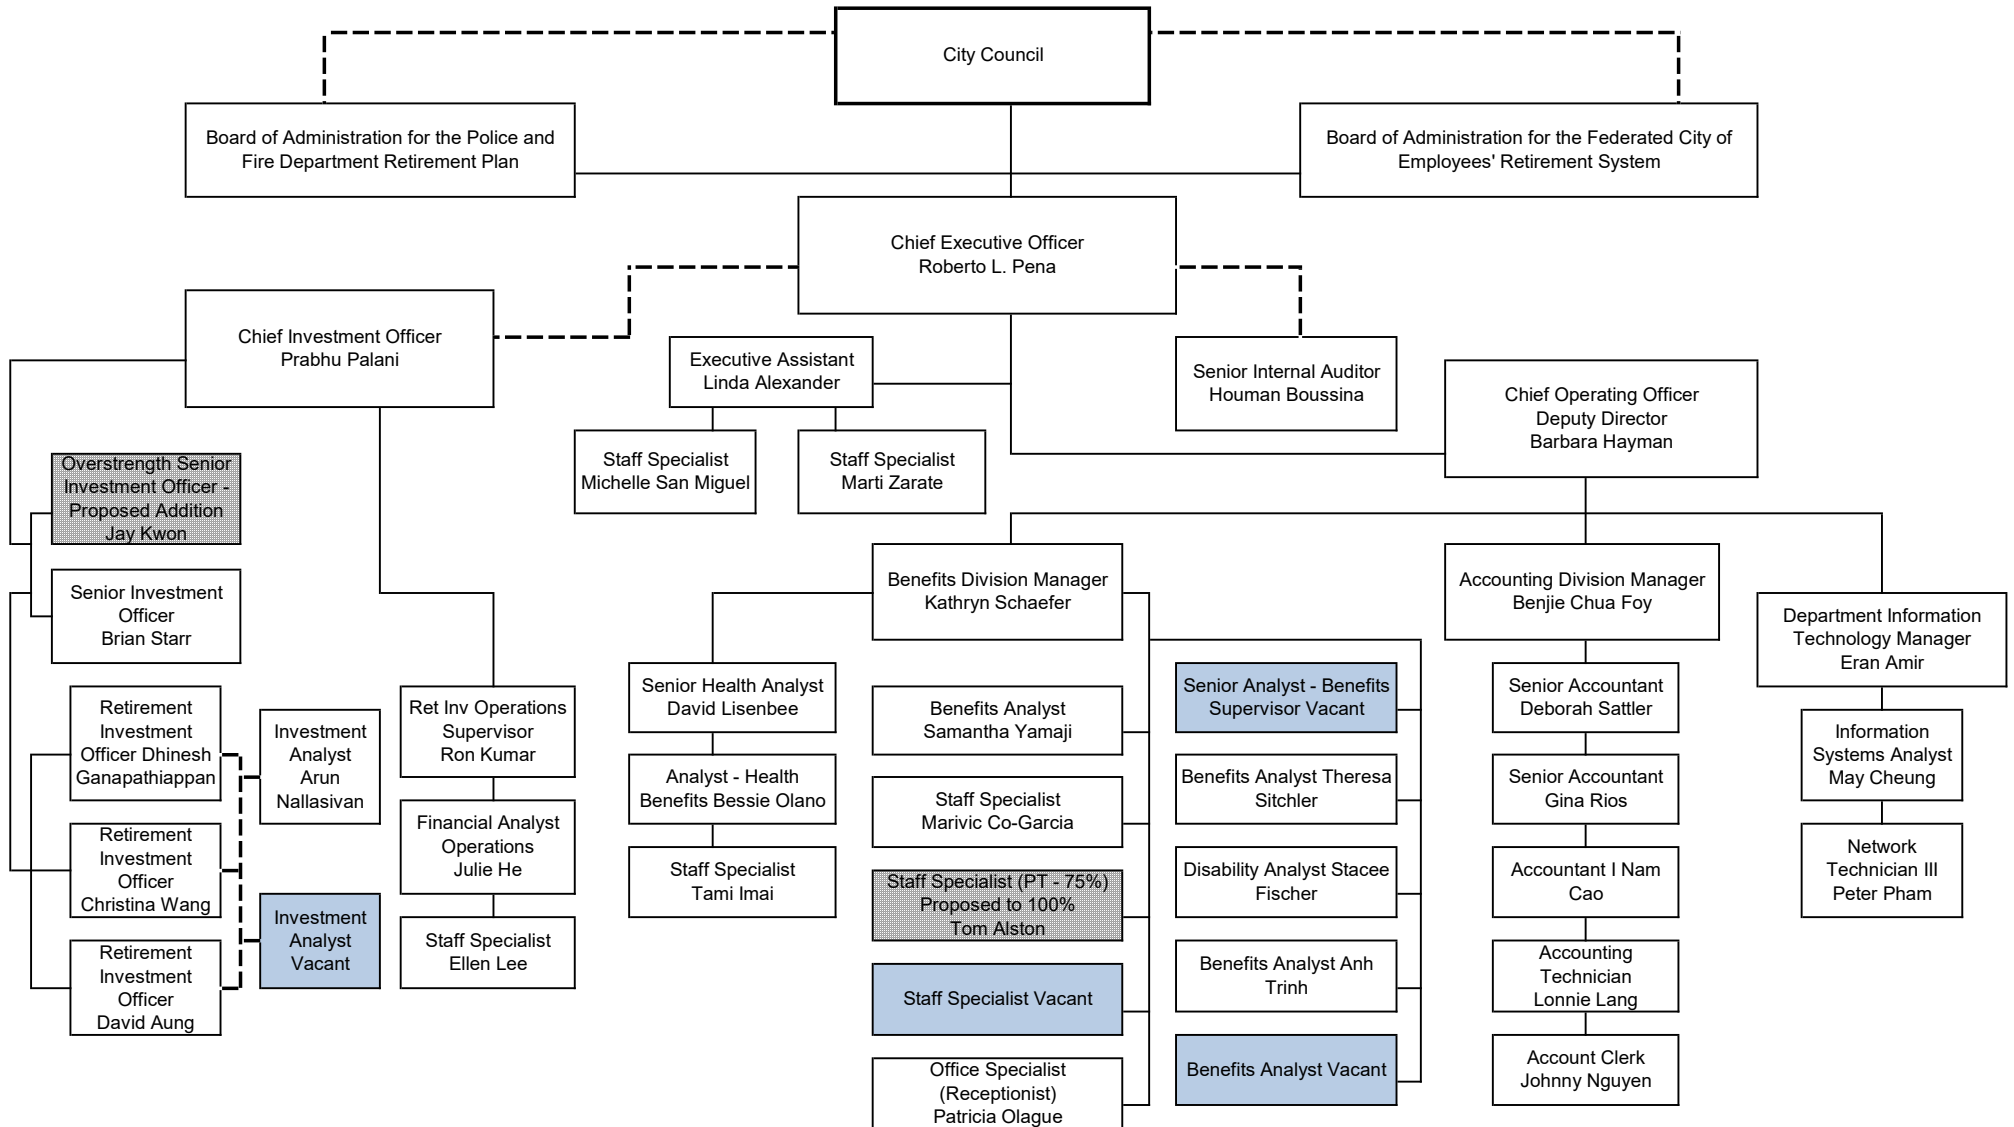 City Council
Board of Administration for the Police and
Fire Department Retirement Plan
Board of Administration for the Federated City of
Employees' Retirement System
Chief Executive Officer
Roberto L. Pena
Chief Investment Officer
Prabhu Palani
Executive Assistant
Linda Alexander
Senior Internal Auditor
Houman Boussina
Chief Operating Officer
Deputy Director
Barbara Hayman
Staff Specialist
Michelle San Miguel
Staff Specialist
Marti Zarate
Overstrength Senior
Investment Officer -
Proposed Addition
Jay Kwon
Senior Investment
Officer
Brian Starr
Retirement
Investment
Officer Dhinesh
Ganapathiappan
Retirement
Investment
Officer
Christina Wang
Retirement
Investment
Officer
David Aung
Investment
Analyst
Arun
Nallasivan
Investment
Analyst
Vacant
Ret Inv Operations
Supervisor
Ron Kumar
Financial Analyst
Operations
Julie He
Staff Specialist
Ellen Lee
Benefits Division Manager
Kathryn Schaefer
Senior Health Analyst
David Lisenbee
Analyst - Health
Benefits Bessie Olano
Staff Specialist
Tami Imai
Benefits Analyst
Samantha Yamaji
Staff Specialist
Marivic Co-Garcia
Staff Specialist (PT - 75%)
Proposed to 100%
Tom Alston
Staff Specialist Vacant
Office Specialist
(Receptionist)
Patricia Olague
Senior Analyst - Benefits
Supervisor Vacant
Benefits Analyst Theresa
Sitchler
Disability Analyst Stacee
Fischer
Benefits Analyst Anh
Trinh
Benefits Analyst Vacant
Accounting Division Manager
Benjie Chua Foy
Senior Accountant
Deborah Sattler
Senior Accountant
Gina Rios
Accountant I Nam
Cao
Accounting
Technician
Lonnie Lang
Account Clerk
Johnny Nguyen
Department Information
Technology Manager
Eran Amir
Information
Systems Analyst
May Cheung
Network
Technician III
Peter Pham